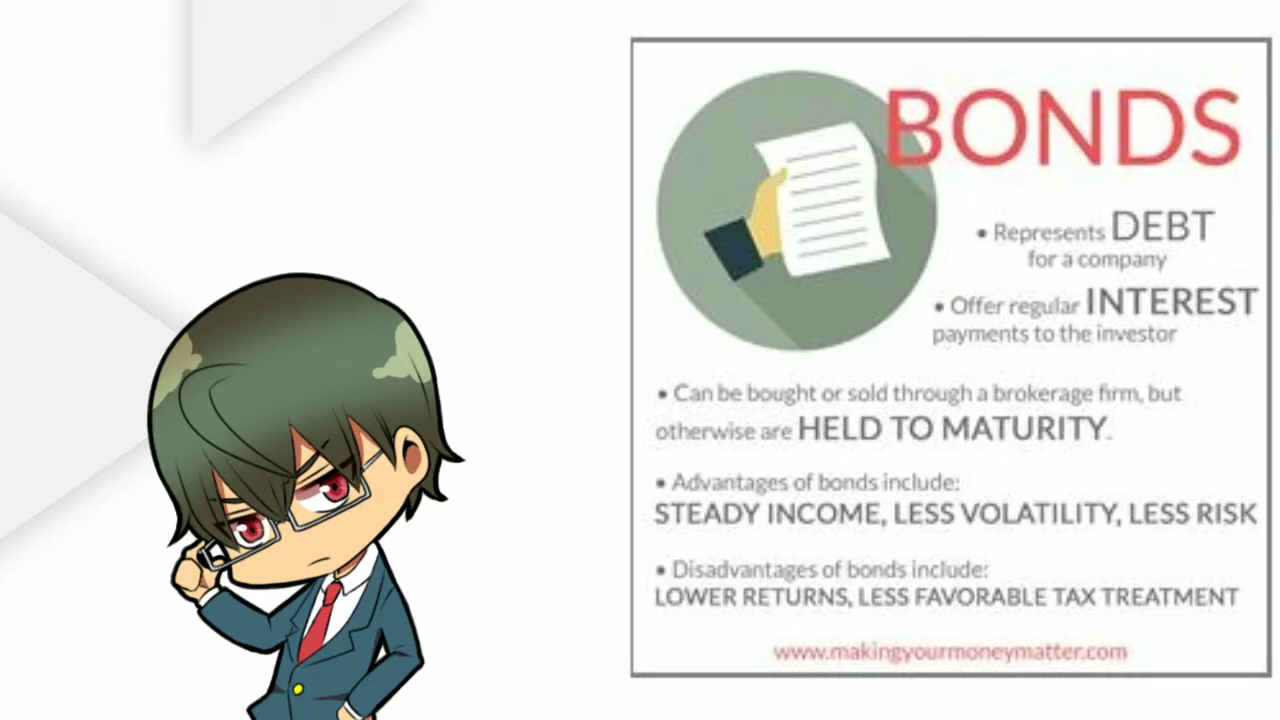 BONDS
• Represents DEBT
for a company
• Offer regular INTEREST
payments to the investor
• Can be bought or sold through a brokerage firm, but
otherwise are HELD TO MATURITY.
• Advantages of bonds include:
STEADY INCOME, LESS VOLATILITY, LESS RISK
• Disadvantages of bonds include:
LOWER RETURNS, LESS FAVORABLE TAX TREATMENT
www.makingyourmoneymatter.com